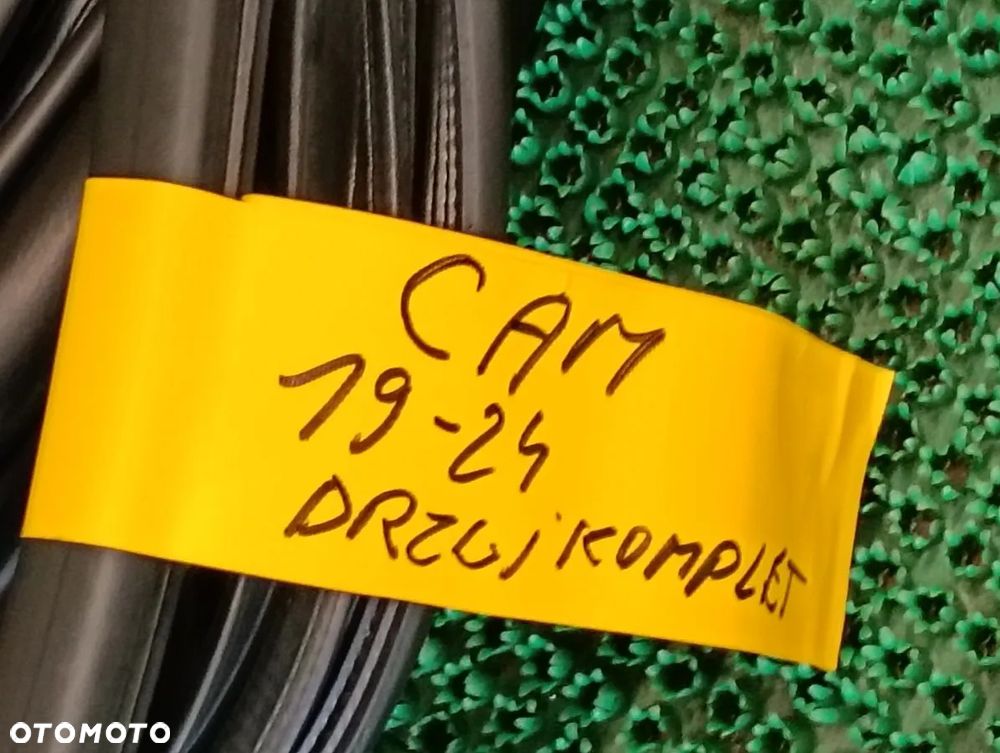 CAM
19-24
DRZWI KOMPLET
OTOMOTO